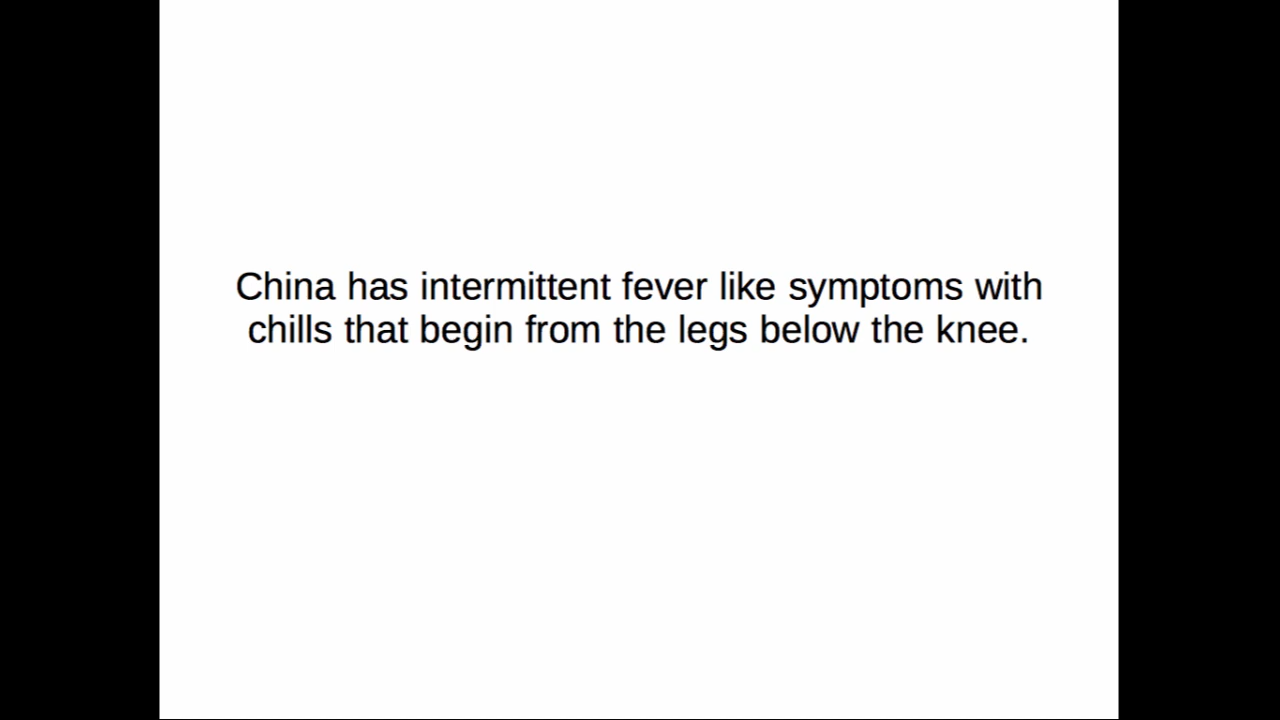 China has intermittent fever like symptoms with
chills that begin from the legs below the knee.